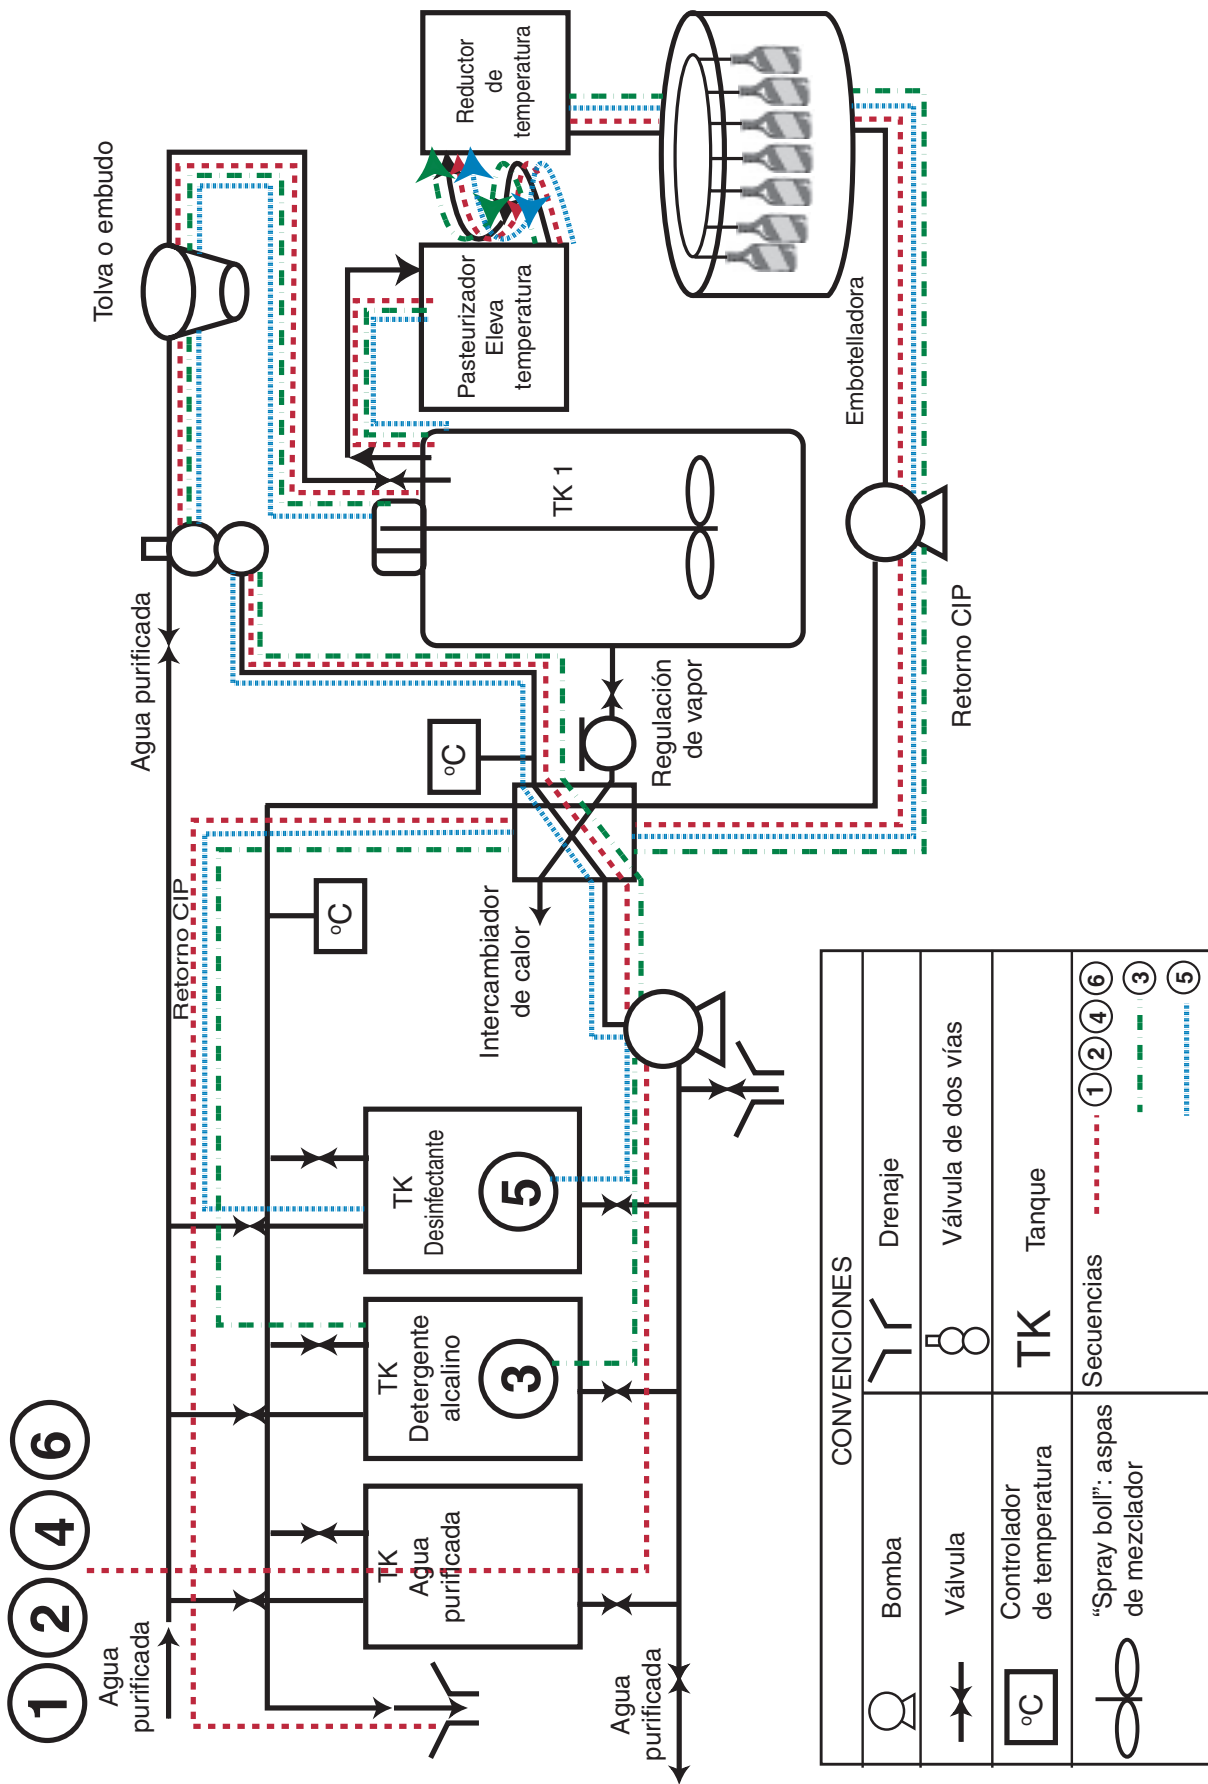 1 2 4 6
Agua
purificada
Retorno CIP
Agua purificada
Tolva o embudo
ºC
ºC
TK
Agua
purificada
TK
Detergente
alcalino
3
TK
Desinfectante
5
Intercambiador
de calor
Regulación
de vapor
TK 1
Pasteurizador
Eleva
temperatura
Reductor
de
temperatura
Embotelladora
Retorno CIP
Agua
purificada
CONVENCIONES
Bomba
Drenaje
Válvula
Válvula de dos vías
ºC
Controlador
de temperatura
TK
Tanque
“Spray boll”: aspas
de mezclador
Secuencias
1 2 4 6
3
5